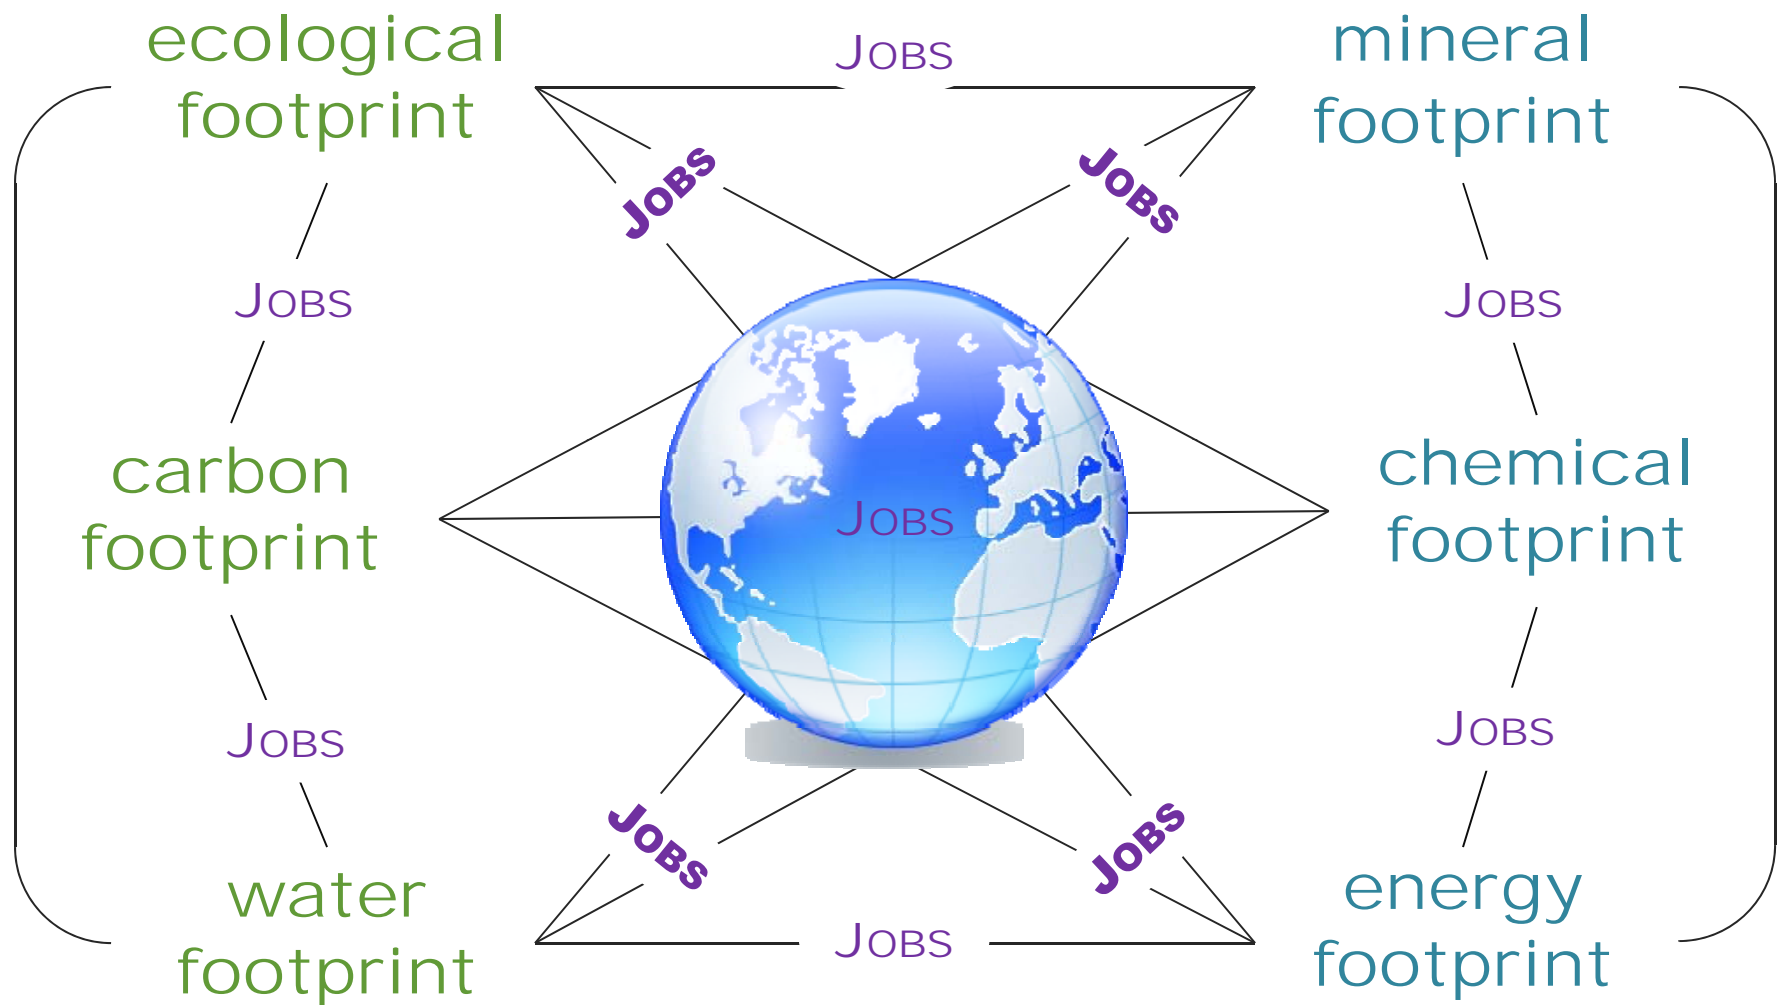 ecological
footprint
JOBS
mineral
footprint
JOBS
JOBS
JOBS
JOBS
carbon
footprint
JOBS
chemical
footprint
JOBS
JOBS
JOBS
JOBS
water
footprint
JOBS
energy
footprint